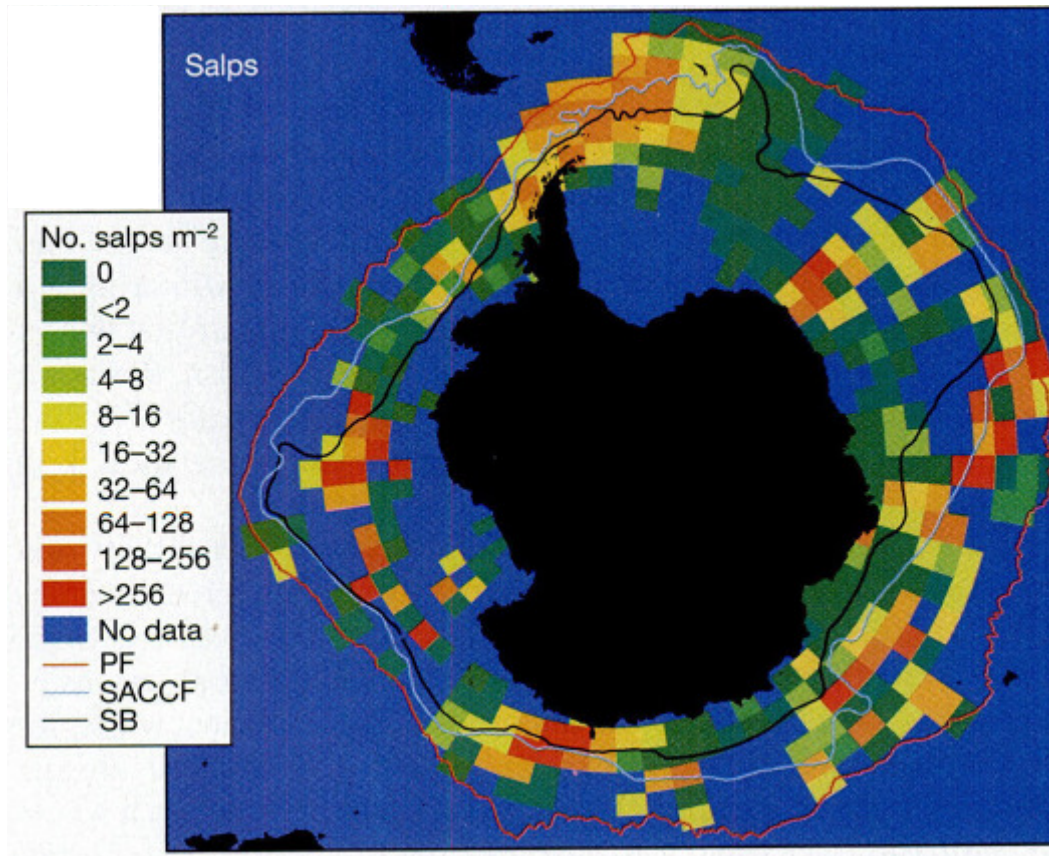 Salps
No. salps m⁻²
0
<2
2–4
4–8
8–16
16–32
32–64
64–128
128–256
>256
No data
PF
SACCF
SB